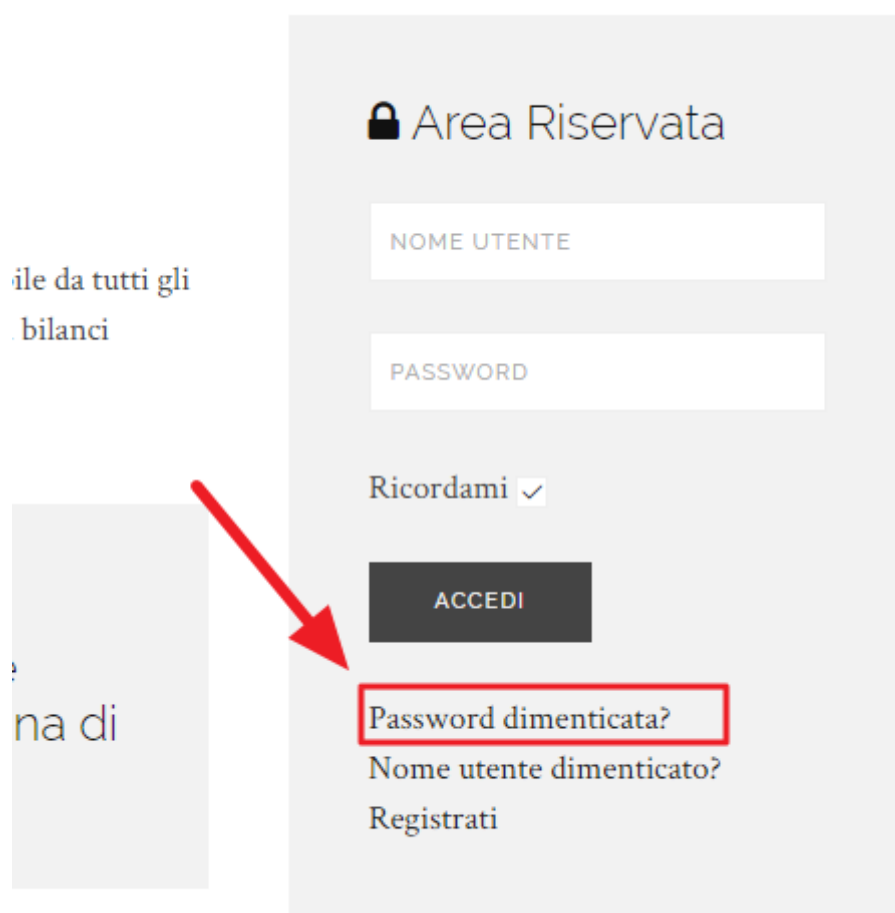 Area Riservata
NOME UTENTE
ile da tutti gli
bilanci
PASSWORD
Ricordami
ACCEDI
Password dimenticata?
na di
Nome utente dimenticato?
Registrati